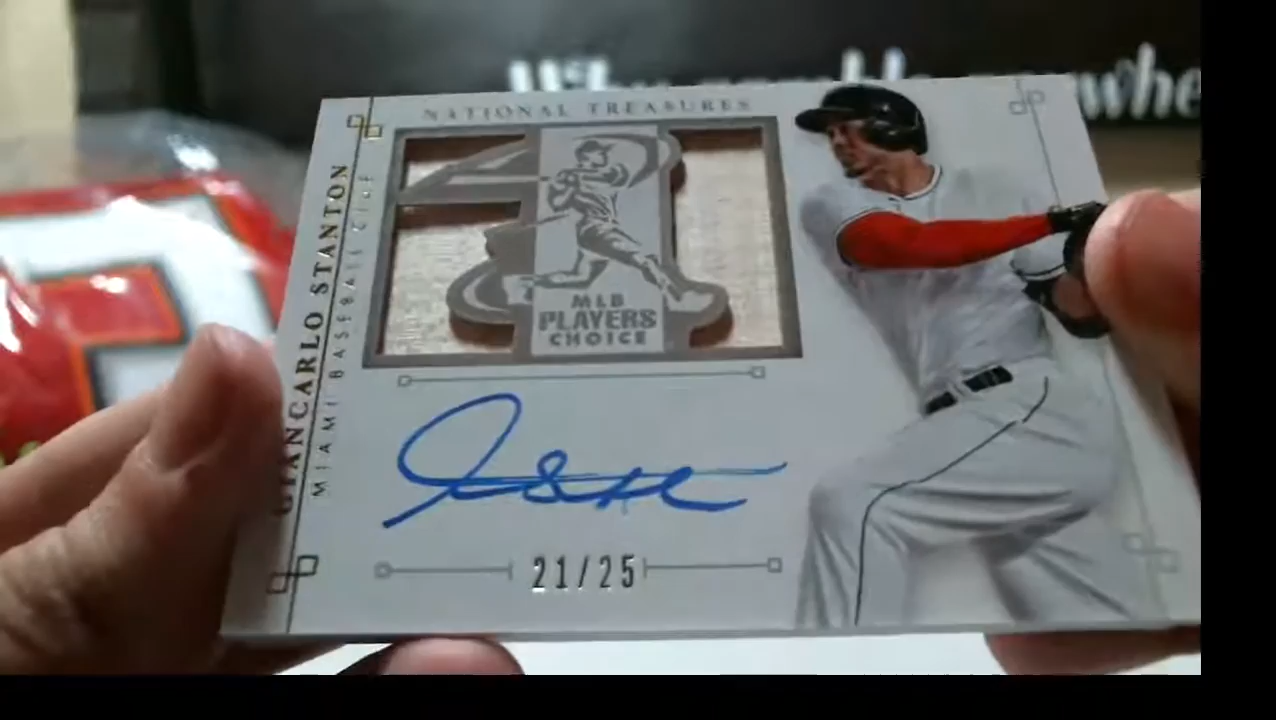 NATIONAL TREASURES
GIANCARLO STANTON
MIAMI BASEBALL CLUB
MLB
PLAYERS
CHOICE
21/25